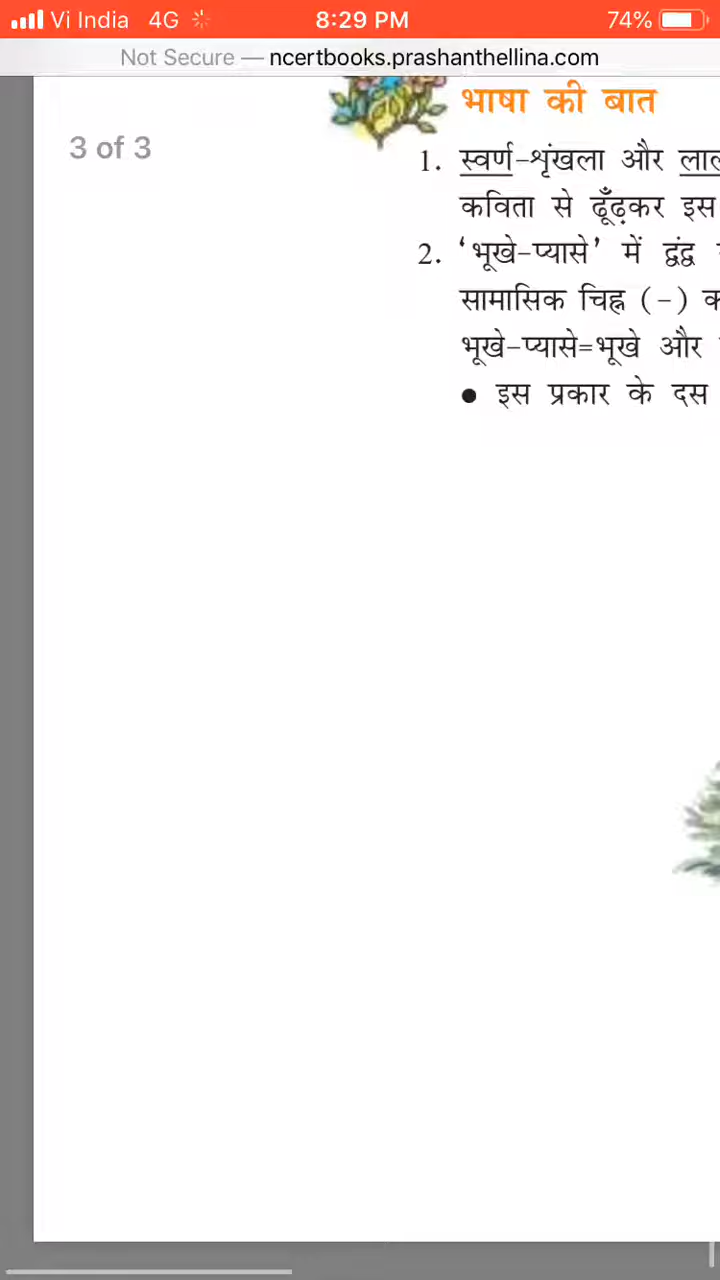 Vi India 4G 8:29 PM 74%
Not Secure — ncertbooks.prashanthellina.com
भाषा की बात
3 of 3
1. स्वर्ण-शृंखला और
कविता से ढूँढ़कर इस
2. ‘भूखे-प्यासे’ में द्वंद्व
सामासिक चिह्न (-)
भूखे-प्यासे=भूखे और
● इस प्रकार के दस